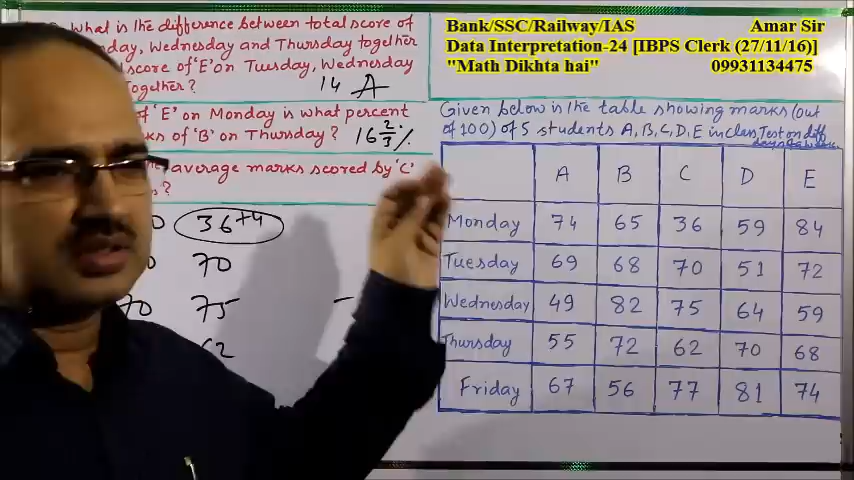 What is the difference between total score of
day, Wednesday and Thursday together
score of 'E' on Tuesday, Wednesday
together ?
14 A
of 'E' on Monday is what percent
ks of 'B' on Thursday ? 16 2/3 %
average marks scored by 'C'
s ?
36+4
70
70 75
62
Bank/SSC/Railway/IAS Amar Sir
Data Interpretation-24 [IBPS Clerk (27/11/16)]
"Math Dikhta hai" 09931134475
Given below is the table showing marks (out
of 100) of 5 students A, B, C, D, E in class Test on diff
days
A B C D E
Monday 74 65 36 59 84
Tuesday 69 68 70 51 72
Wednesday 49 82 75 64 59
Thursday 55 72 62 70 68
Friday 67 56 77 81 74